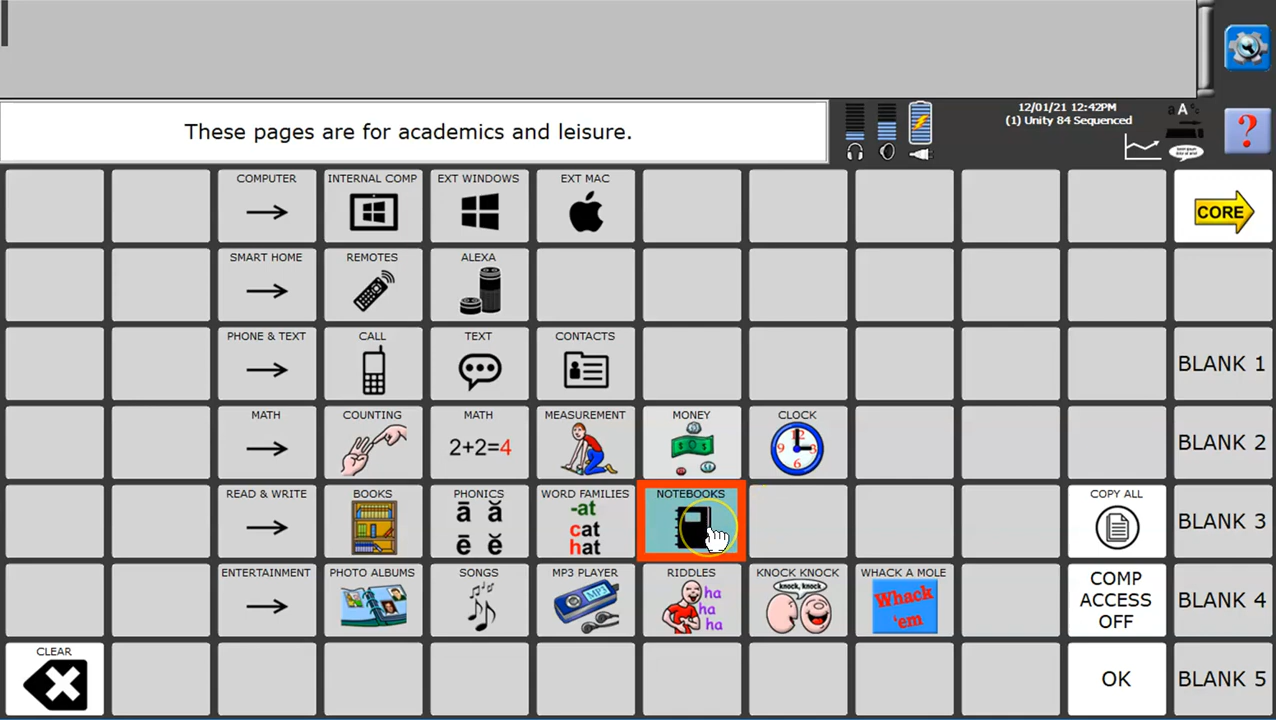 12/01/21 12:42PM
(1) Unity 84 Sequenced
These pages are for academics and leisure.
?
COMPUTER
INTERNAL COMP
EXT WINDOWS
EXT MAC
CORE
SMART HOME
REMOTES
ALEXA
PHONE & TEXT
CALL
TEXT
CONTACTS
BLANK 1
MATH
COUNTING
MATH
2+2=4
MEASUREMENT
MONEY
CLOCK
BLANK 2
READ & WRITE
BOOKS
PHONICS
ā ă
ē ĕ
WORD FAMILIES
-at
cat
hat
NOTEBOOKS
COPY ALL
BLANK 3
ENTERTAINMENT
PHOTO ALBUMS
SONGS
MP3 PLAYER
MP3
RIDDLES
ha
ha
ha
KNOCK KNOCK
knock, knock
WHACK A MOLE
Whack
'em
COMP
ACCESS
OFF
BLANK 4
CLEAR
OK
BLANK 5